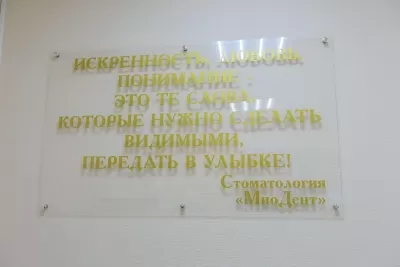 ИСКРЕННОСТЬ, ЛЮБОВЬ,
ПОНИМАНИЕ -
ЭТО ТЕ СЛОВА,
КОТОРЫЕ НУЖНО СДЕЛАТЬ
ВИДИМЫМИ,
ПЕРЕДАТЬ В УЛЫБКЕ!
Стоматология
«МиоДент»